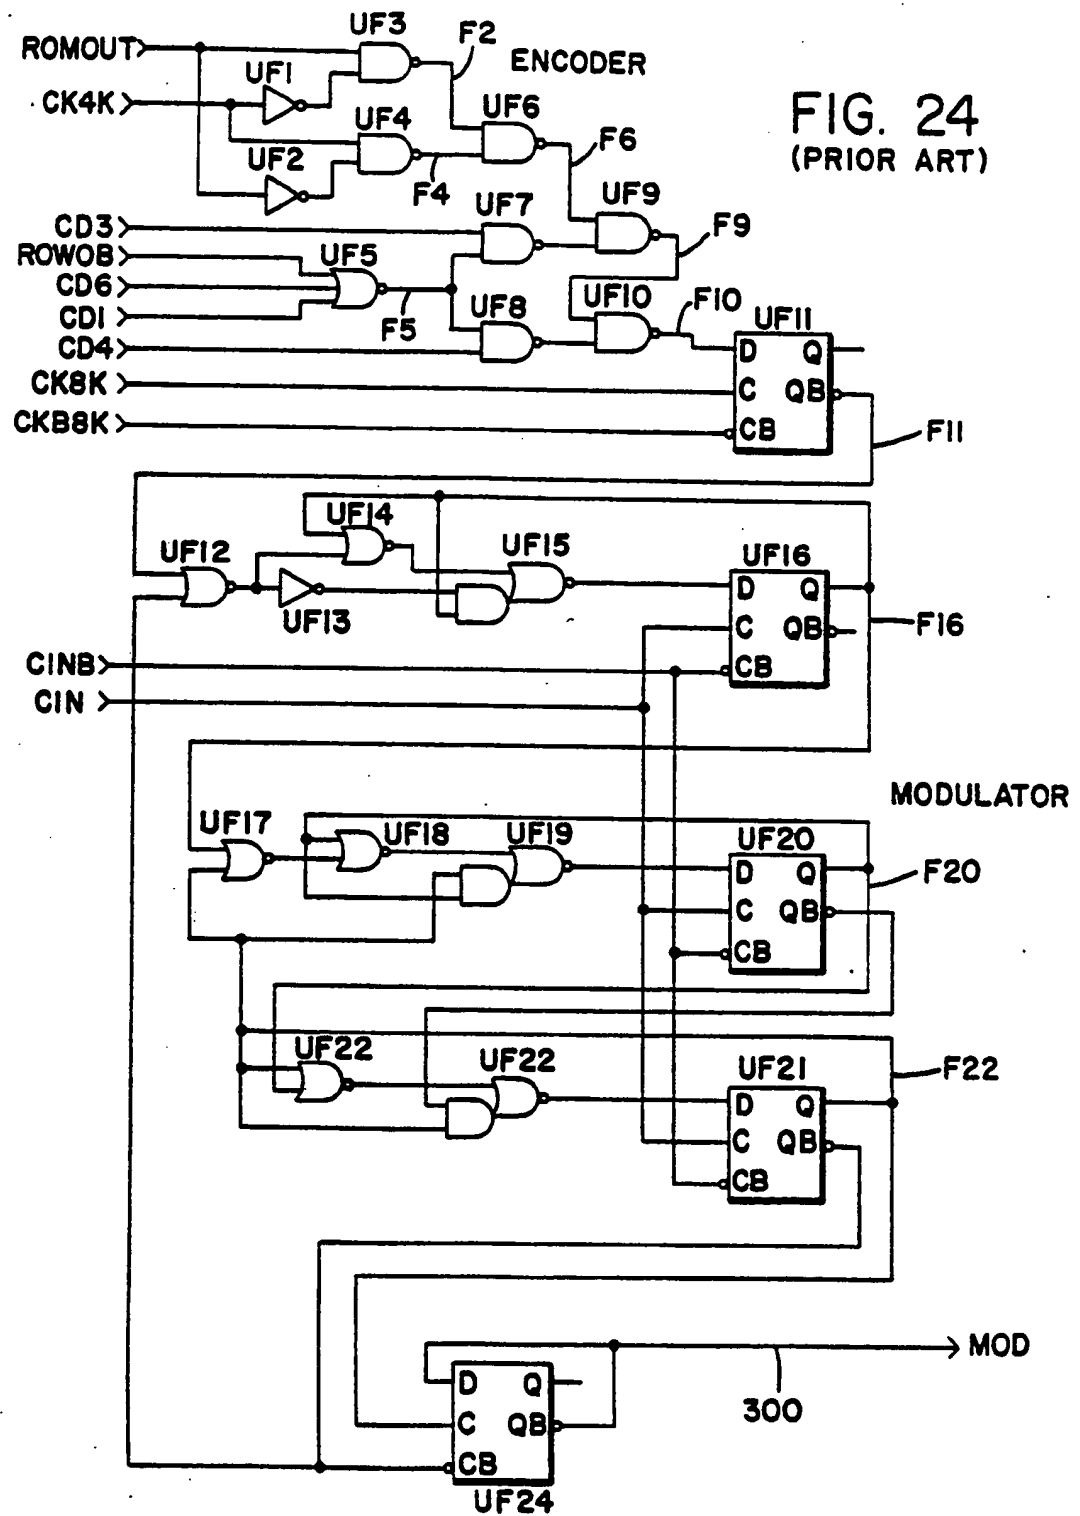 UF3
F2
ROMOUT
ENCODER
UF1
CK4K
UF4
UF6
FIG. 24
(PRIOR ART)
UF2
F6
F4
UF7
UF9
CD3
F9
ROWOB
UF5
CD6
UF10
F10
CD1
F5
UF8
UF11
CD4
D Q
CK8K
C QB
CKB8K
CB
F11
UF14
UF12
UF15
UF16
D Q
UF13
C QB
F16
CINB
CB
CIN
MODULATOR
UF17
UF18
UF19
UF20
D Q
F20
C QB
CB
UF22
UF22
UF21
F22
D Q
C QB
CB
MOD
D Q
300
C QB
CB
UF24